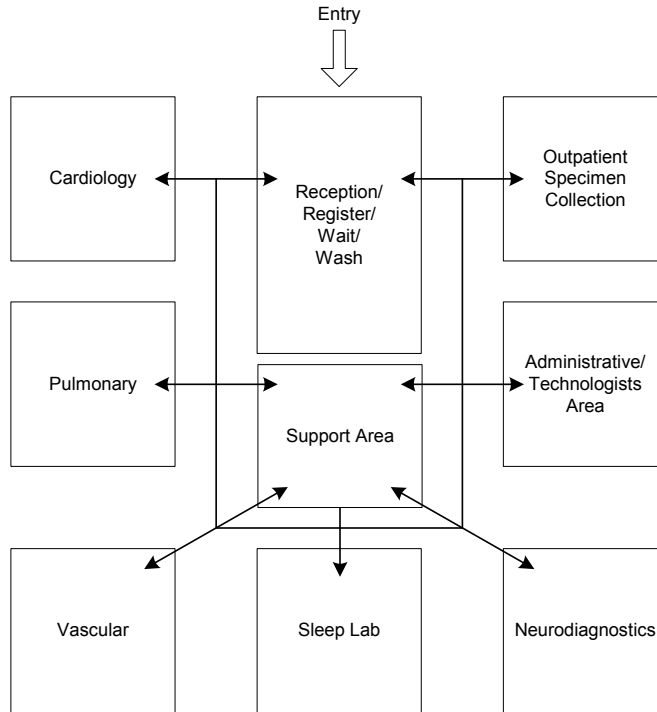 Entry
Cardiology
Reception/
Register/
Wait/
Wash
Outpatient
Specimen
Collection
Pulmonary
Support Area
Administrative/
Technologists
Area
Vascular
Sleep Lab
Neurodiagnostics